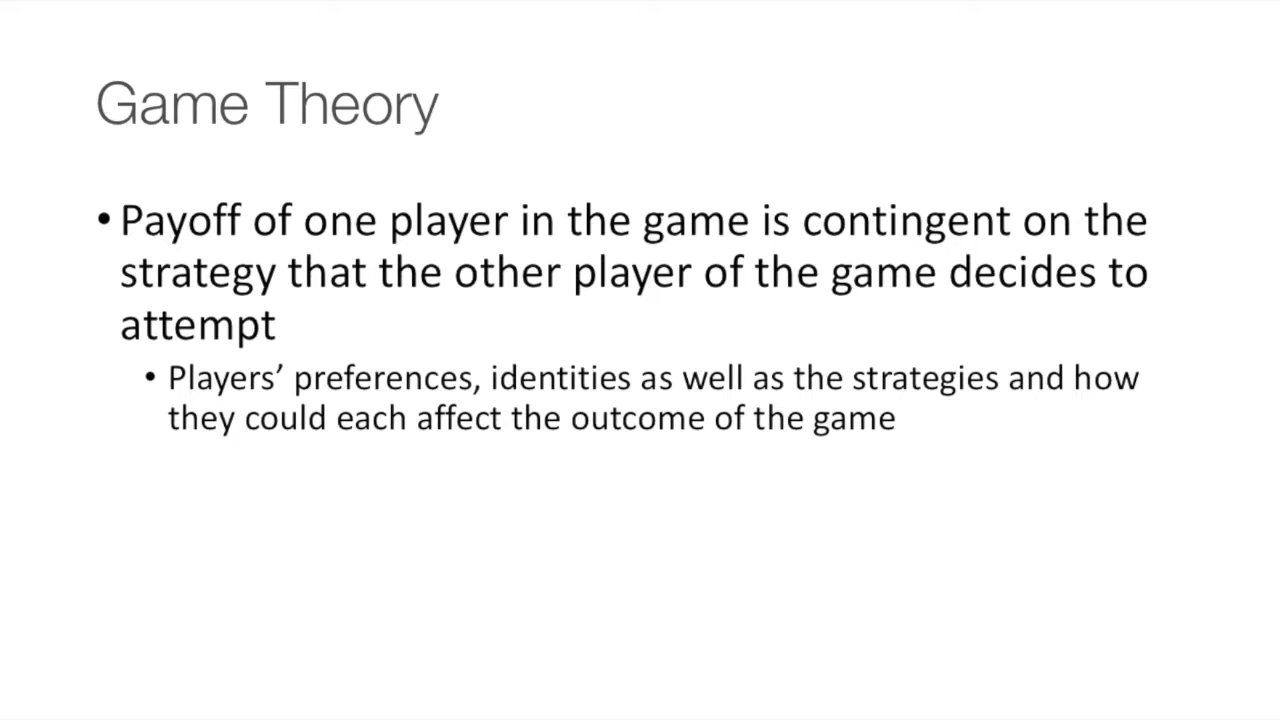 Game Theory
• Payoff of one player in the game is contingent on the
strategy that the other player of the game decides to
attempt
• Players’ preferences, identities as well as the strategies and how
they could each affect the outcome of the game